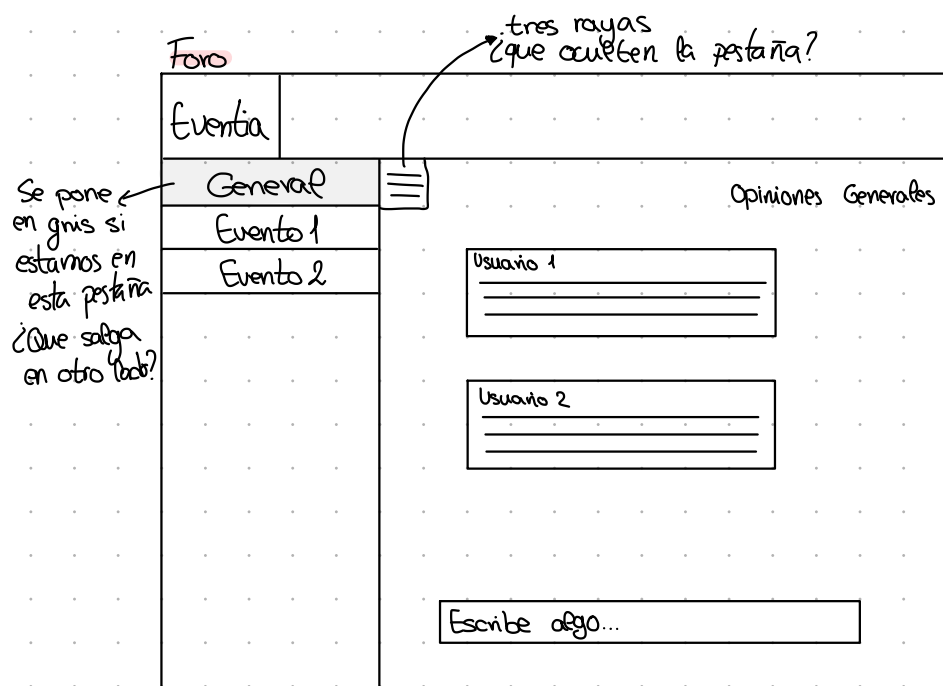 Foro
tres rayas
¿que oculten la pestaña?
Eventia
General
Evento 1
Evento 2
Se pone
en gris si
estamos en
esta pestaña
¿Que salga
en otro lado?
Opiniones Generales
Usuario 1
Usuario 2
Escribe algo...